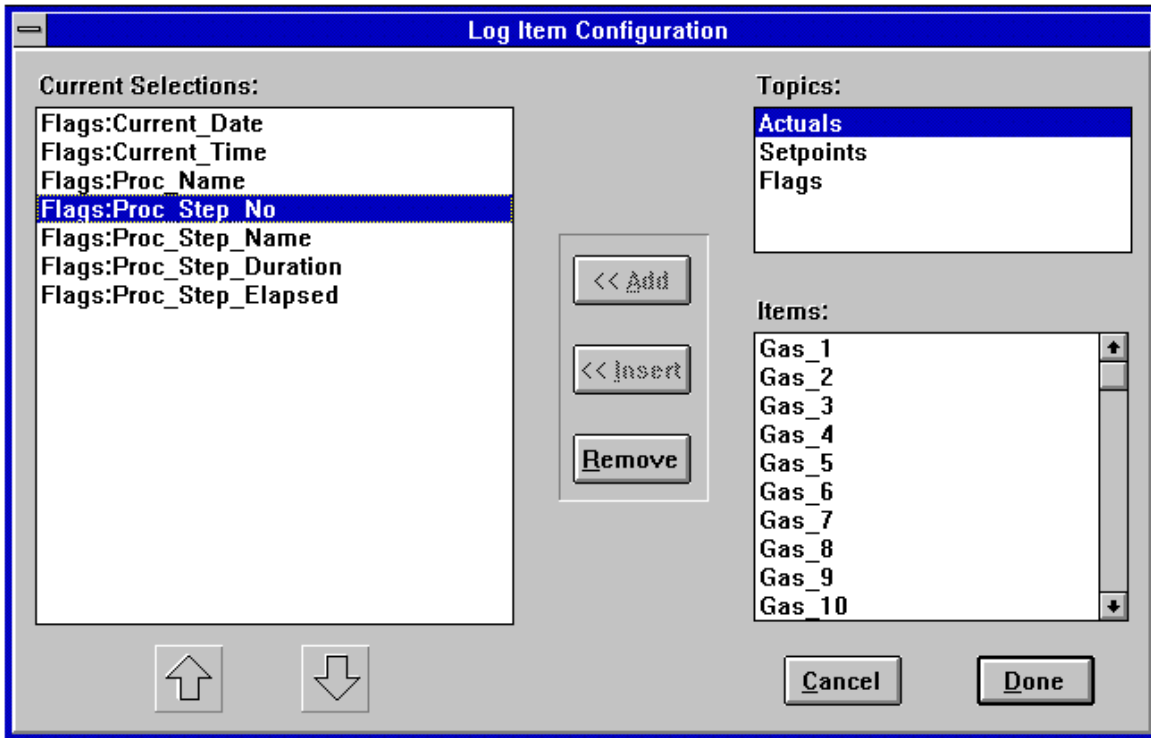 Log Item Configuration
Current Selections:
Flags:Current_Date
Flags:Current_Time
Flags:Proc_Name
Flags:Proc_Step_No
Flags:Proc_Step_Name
Flags:Proc_Step_Duration
Flags:Proc_Step_Elapsed
<< Add
<< Insert
Remove
Topics:
Actuals
Setpoints
Flags
Items:
Gas_1
Gas_2
Gas_3
Gas_4
Gas_5
Gas_6
Gas_7
Gas_8
Gas_9
Gas_10
Cancel
Done